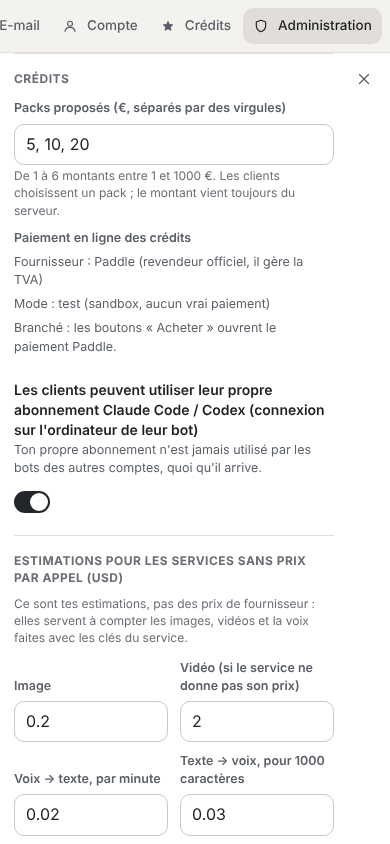 E-mail Compte Crédits Administration
CRÉDITS
Packs proposés (€, séparés par des virgules)
5, 10, 20
De 1 à 6 montants entre 1 et 1000 €. Les clients
choisissent un pack ; le montant vient toujours du
serveur.
Paiement en ligne des crédits
Fournisseur : Paddle (revendeur officiel, il gère la
TVA)
Mode : test (sandbox, aucun vrai paiement)
Branché : les boutons « Acheter » ouvrent le
paiement Paddle.
Les clients peuvent utiliser leur propre
abonnement Claude Code / Codex (connexion
sur l'ordinateur de leur bot)
Ton propre abonnement n'est jamais utilisé par les
bots des autres comptes, quoi qu'il arrive.
ESTIMATIONS POUR LES SERVICES SANS PRIX
PAR APPEL (USD)
Ce sont tes estimations, pas des prix de fournisseur :
elles servent à compter les images, vidéos et la voix
faites avec les clés du service.
Image
0.2
Vidéo (si le service ne
donne pas son prix)
2
Voix → texte, par minute
0.02
Texte → voix, pour 1000
caractères
0.03